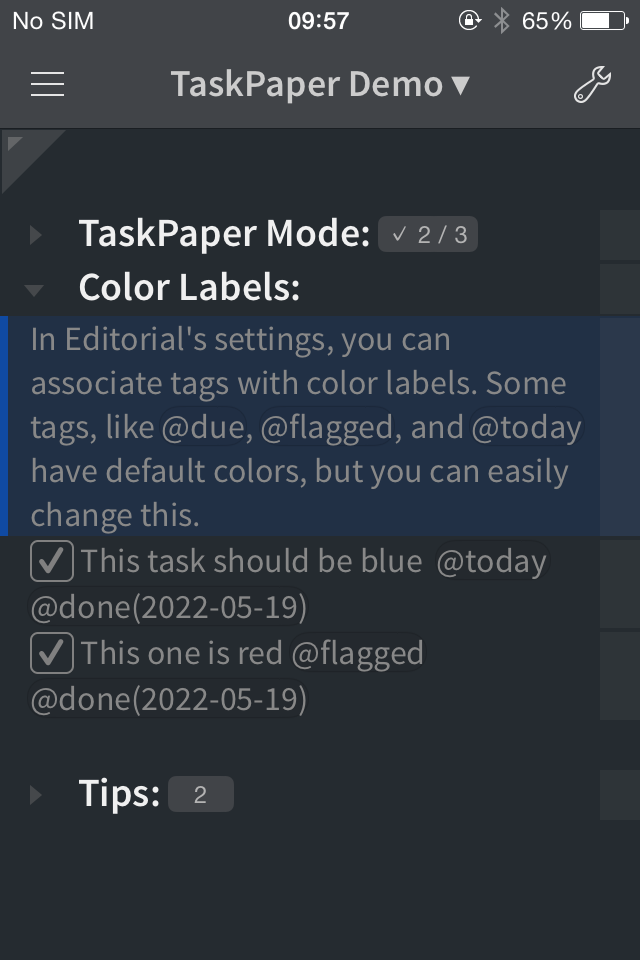 No SIM 09:57 65%
TaskPaper Demo ▼
TaskPaper Mode: ✓ 2 / 3
Color Labels:
In Editorial's settings, you can
associate tags with color labels. Some
tags, like @due, @flagged, and @today
have default colors, but you can easily
change this.
This task should be blue @today
@done(2022-05-19)
This one is red @flagged
@done(2022-05-19)
Tips: 2